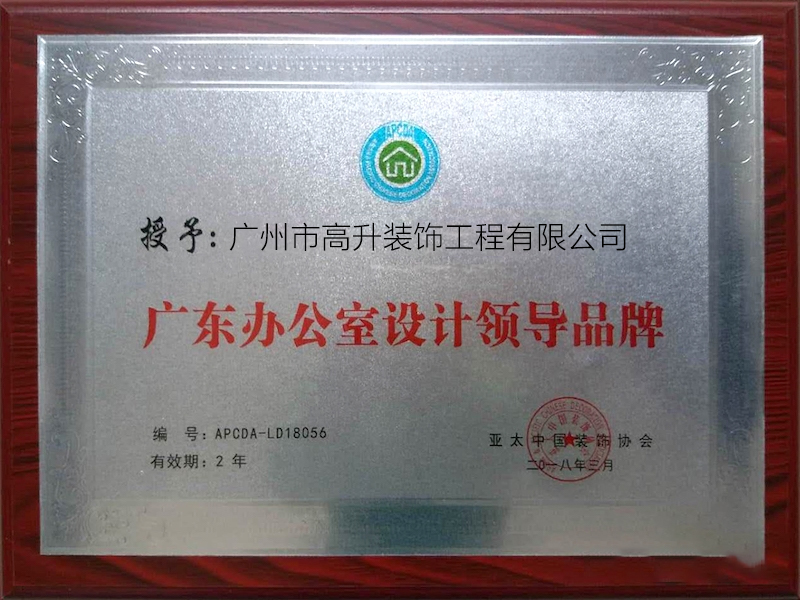 APCDA
授予：广州市高升装饰工程有限公司
广东办公室设计领导品牌
编 号：APCDA-LD18056
有效期：2 年
亚太中国装饰协会
二〇一八年三月